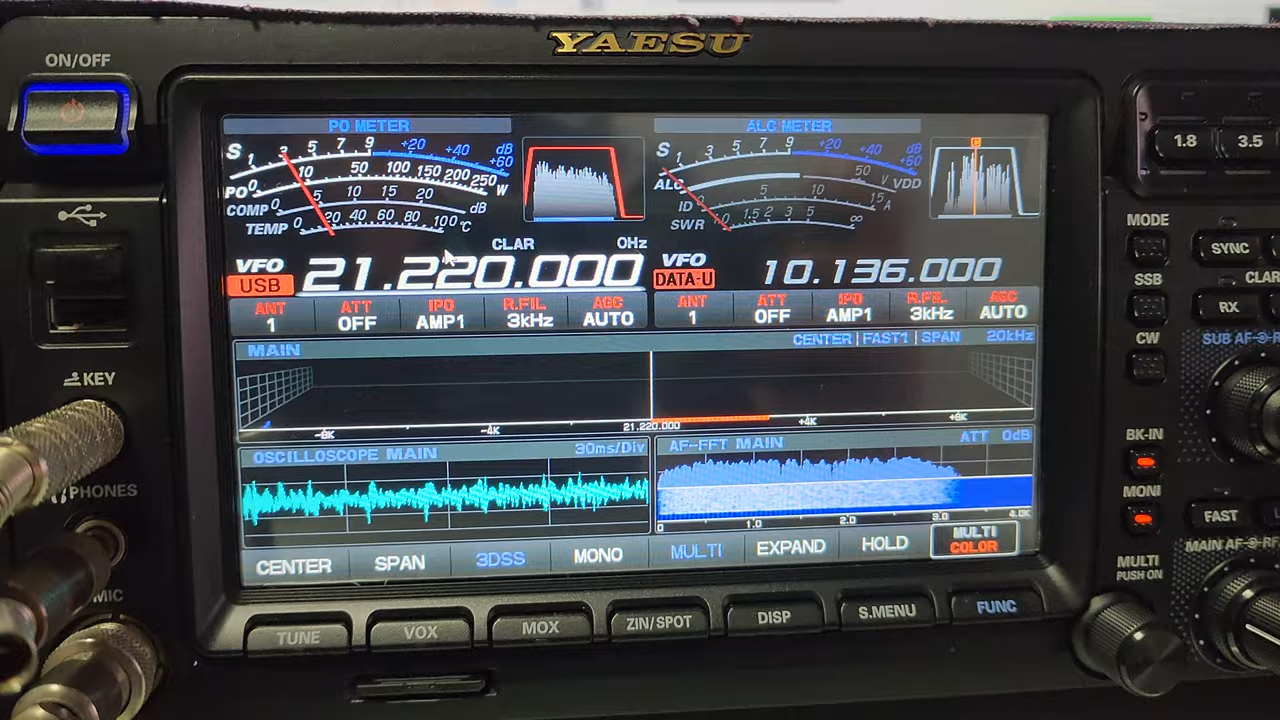 YAESU
ON/OFF
PO METER
ALC METER
S 1 3 5 7 9 +20 +40 +60 dB
PO 0 10 50 100 150 200 250 W
COMP 0 5 10 15 20 dB
TEMP 0 20 40 60 80 100 °C
S 1 3 5 7 9 +20 +40 +60 dB
ALC 50 V VDD
ID 5 10 15 A
SWR 1.5 2 3 5 ∞
C
CLAR 0Hz
VFO
USB
21.220.000
VFO
DATA-U
10.136.000
ANT ATT IPO R.FIL AGC
1 OFF AMP1 3kHz AUTO
ANT ATT IPO R.FIL AGC
1 OFF AMP1 3kHz AUTO
MAIN
CENTER | FAST1 | SPAN 20kHz
-8K -4K 21.220.000 +4K +8K
OSCILLOSCOPE MAIN 30ms/Div
AF-FFT MAIN ATT 0dB
0 1.0 2.0 3.0 4.0K
CENTER SPAN 3DSS MONO MULTI EXPAND HOLD MULTI
COLOR
TUNE VOX MOX ZIN/SPOT DISP S.MENU FUNC
KEY
PHONES
MIC
1.8 3.5
MODE
SYNC
SSB
CLAR
RX
CW
SUB AF
BK-IN
MONI
FAST
MAIN AF
MULTI
PUSH ON